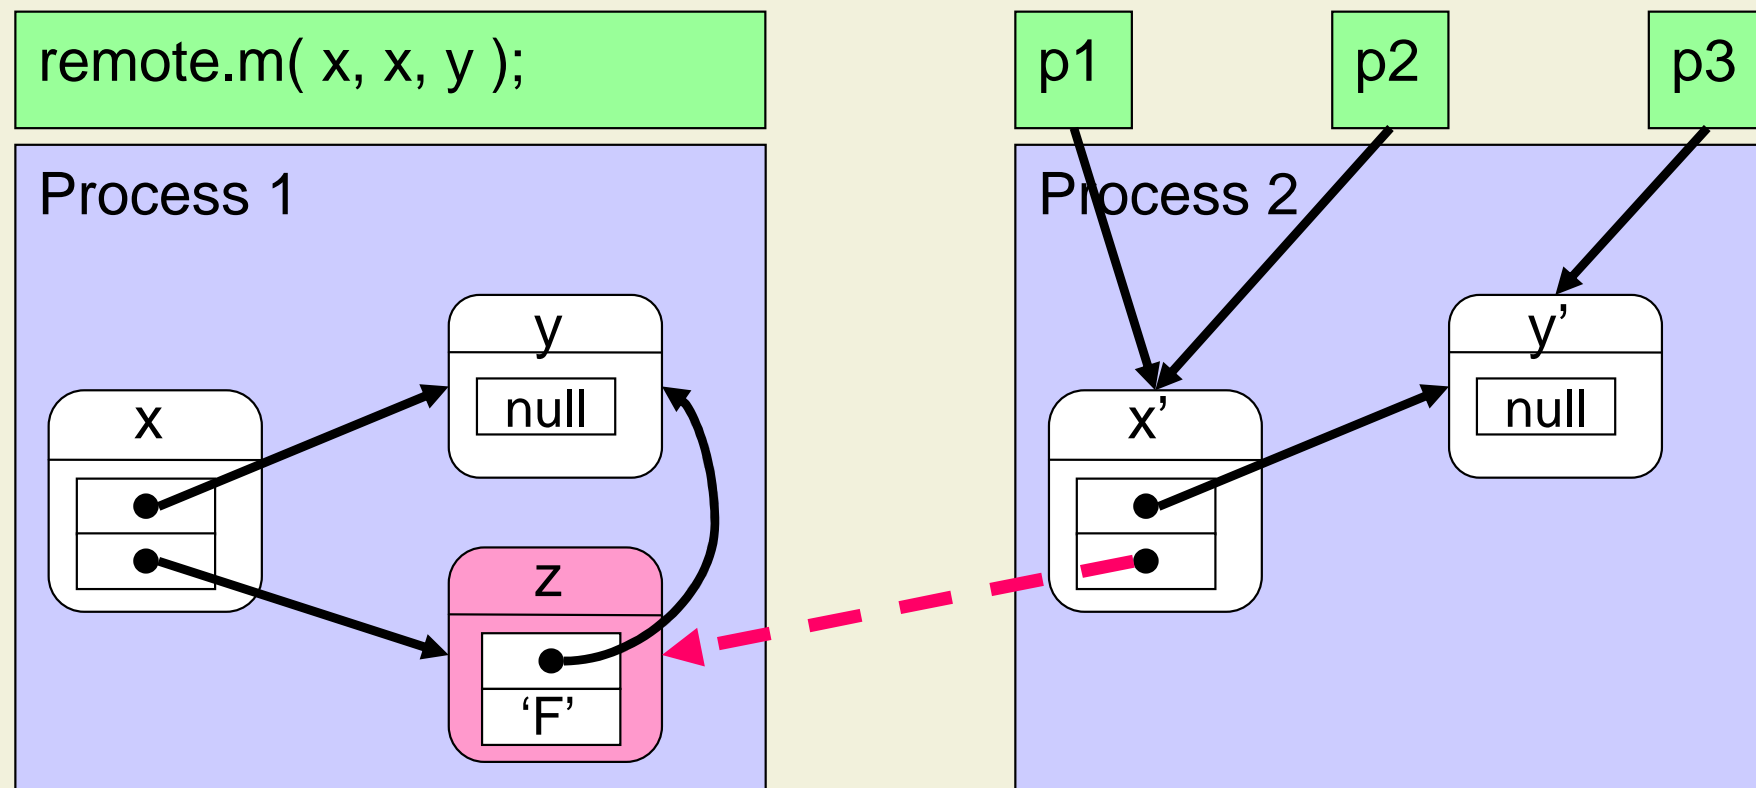 remote.m( x, x, y );
p1
p2
p3
Process 1
Process 2
y
null
x
z
‘F’
y’
null
x’